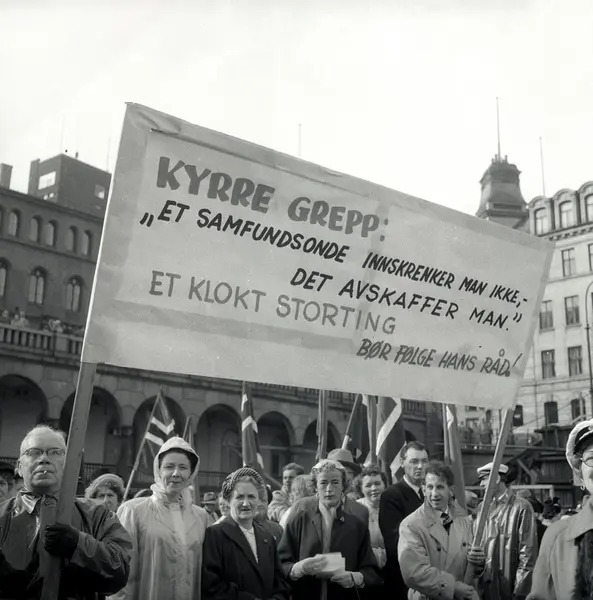 KYRRE GREPP:
„ET SAMFUNDSONDE INNSKRENKER MAN IKKE,-
DET AVSKAFFER MAN."
ET KLOKT STORTING
BØR FØLGE HANS RÅD!